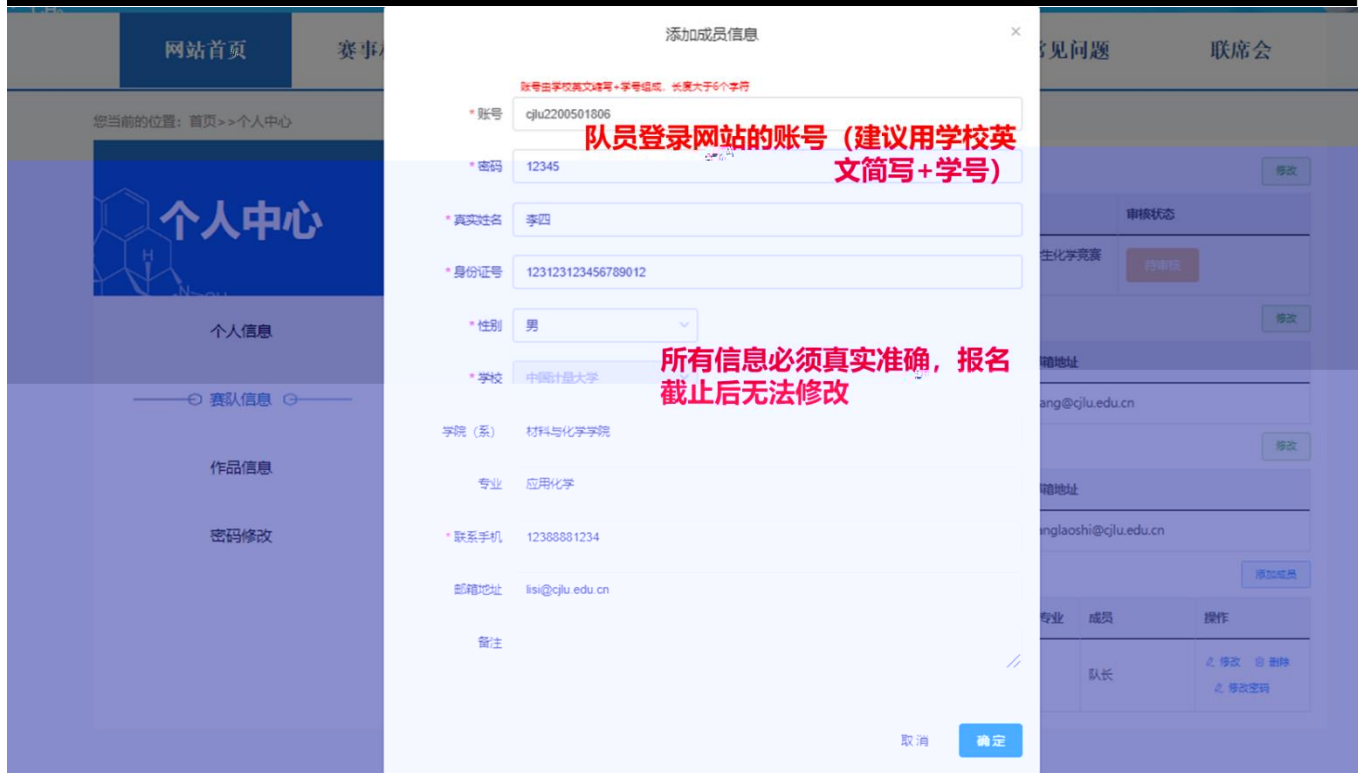 网站首页
赛事
见问题
联席会
您当前的位置：首页>>个人中心
个人中心
个人信息
赛队信息
作品信息
密码修改
添加成员信息
账号由学校英文缩写+学号组成，长度大于6个字符
*账号 cjlu2200501806
队员登录网站的账号（建议用学校英
文简写+学号）
*密码 12345
*真实姓名 李四
*身份证号 123123123456789012
*性别 男
*学校 中国计量大学
所有信息必须真实准确，报名
截止后无法修改
学院（系） 材料与化学学院
专业 应用化学
*联系手机 12388881234
邮箱地址 lisi@cjlu.edu.cn
备注
取消 确定
修改
审核状态
生化学竞赛 待审核
修改
箱地址
ang@cjlu.edu.cn
修改
箱地址
anglaoshi@cjlu.edu.cn
添加成员
专业 成员 操作
队长 修改 删除
修改密码